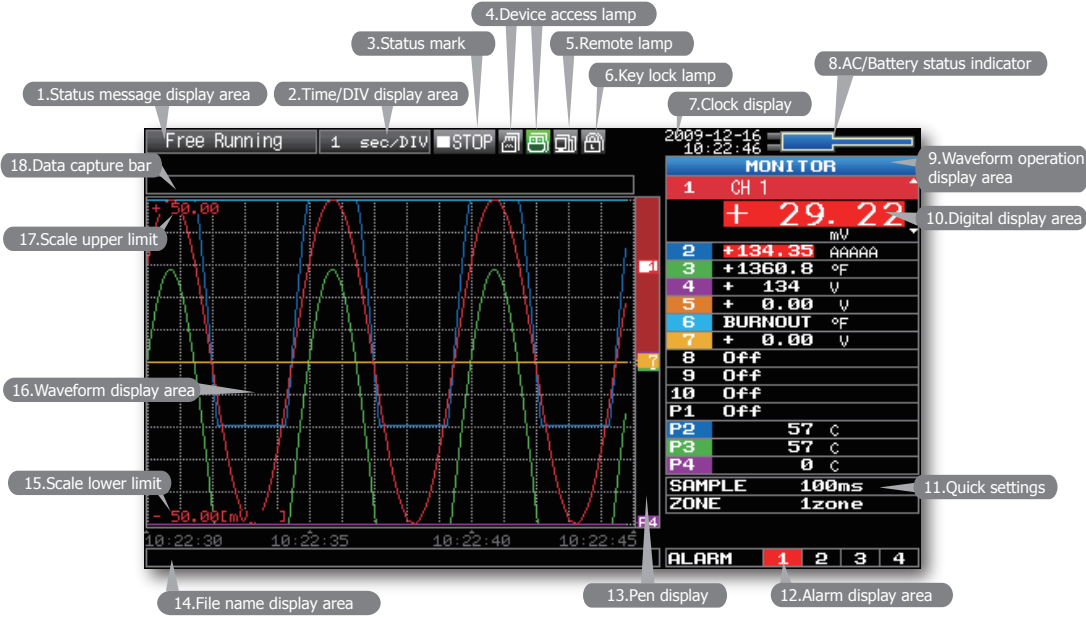 4.Device access lamp
3.Status mark
5.Remote lamp
8.AC/Battery status indicator
6.Key lock lamp
1.Status message display area
2.Time/DIV display area
7.Clock display
Free Running
1 sec/DIV
STOP
2009-12-16
10:22:46
18.Data capture bar
MONITOR
9.Waveform operation
display area
1 CH 1
+ 50.00
+ 29. 22
mV
10.Digital display area
17.Scale upper limit
2 +134.35 AAAAA
1
3 +1360.8 °F
4 + 134 V
5 + 0.00 V
6 BURNOUT °F
7 + 0.00 V
7
8 Off
9 Off
10 Off
P1 Off
16.Waveform display area
P2 57 C
P3 57 C
P4 0 C
15.Scale lower limit
SAMPLE 100ms
11.Quick settings
ZONE 1zone
- 50.00[mV ]
P4
10:22:30 10:22:35 10:22:40 10:22:45
ALARM 1 2 3 4
14.File name display area
13.Pen display
12.Alarm display area